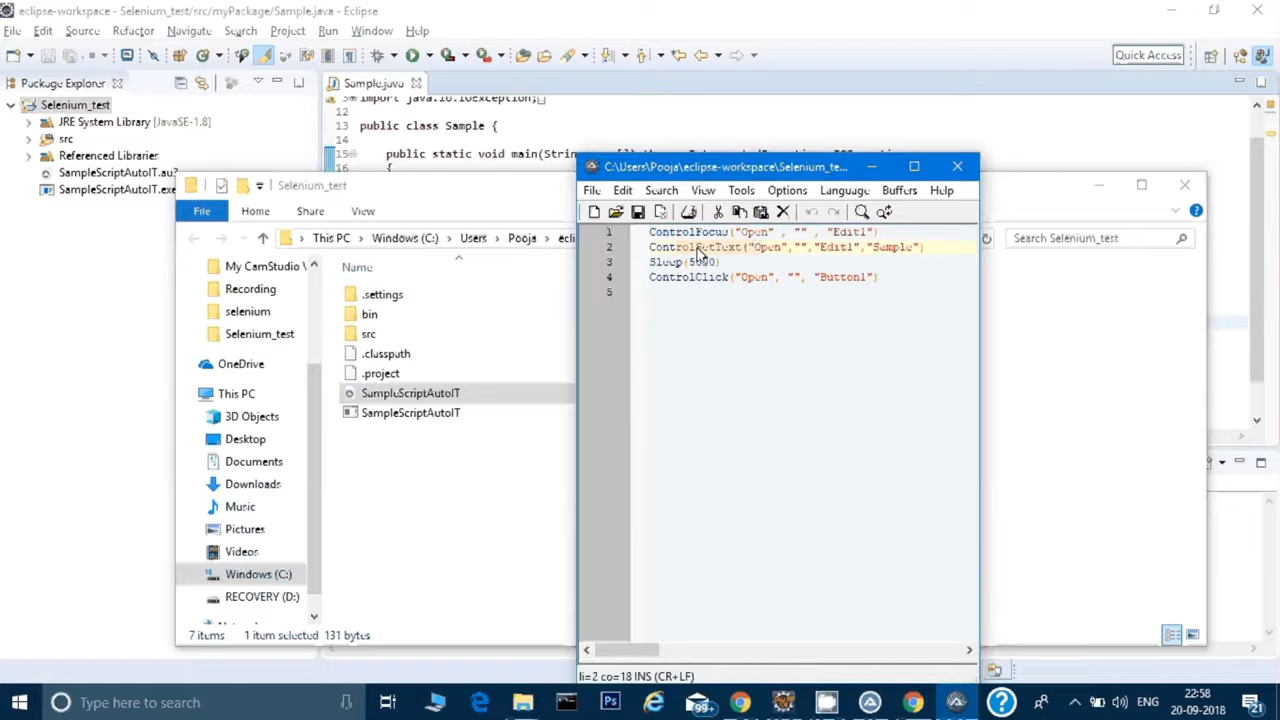 eclipse-workspace - Selenium_test/src/myPackage/Sample.java - Eclipse
File Edit Source Refactor Navigate Search Project Run Window Help
Quick Access
Package Explorer
Sample.java
Selenium_test
import java.io.IOException;
JRE System Library [JavaSE-1.8]
12
13 public class Sample {
src
14
Referenced Libraries
15 public static void main(String
16 {
SampleScriptAutoIT.au3
SampleScriptAutoIT.exe
C:\Users\Pooja\eclipse-workspace\Selenium_te...
Selenium_test
File Edit Search View Tools Options Language Buffers Help
File Home Share View
This PC Windows (C:) Users Pooja ecli
Search Selenium_test
1 ControlFocus("Open" , "" , "Edit1")
2 ControlSetText("Open","","Edit1","Sample")
3 Sleep(5000)
4 ControlClick("Open", "", "Button1")
5
My CamStudio
Recording
selenium
Selenium_test
OneDrive
This PC
3D Objects
Desktop
Documents
Downloads
Music
Pictures
Videos
Windows (C:)
RECOVERY (D:)
Name
.settings
bin
src
.classpath
.project
SampleScriptAutoIT
SampleScriptAutoIT
7 items 1 item selected 131 bytes
li=2 co=18 INS (CR+LF)
Type here to search
99+
ENG
22:58
20-09-2018
21